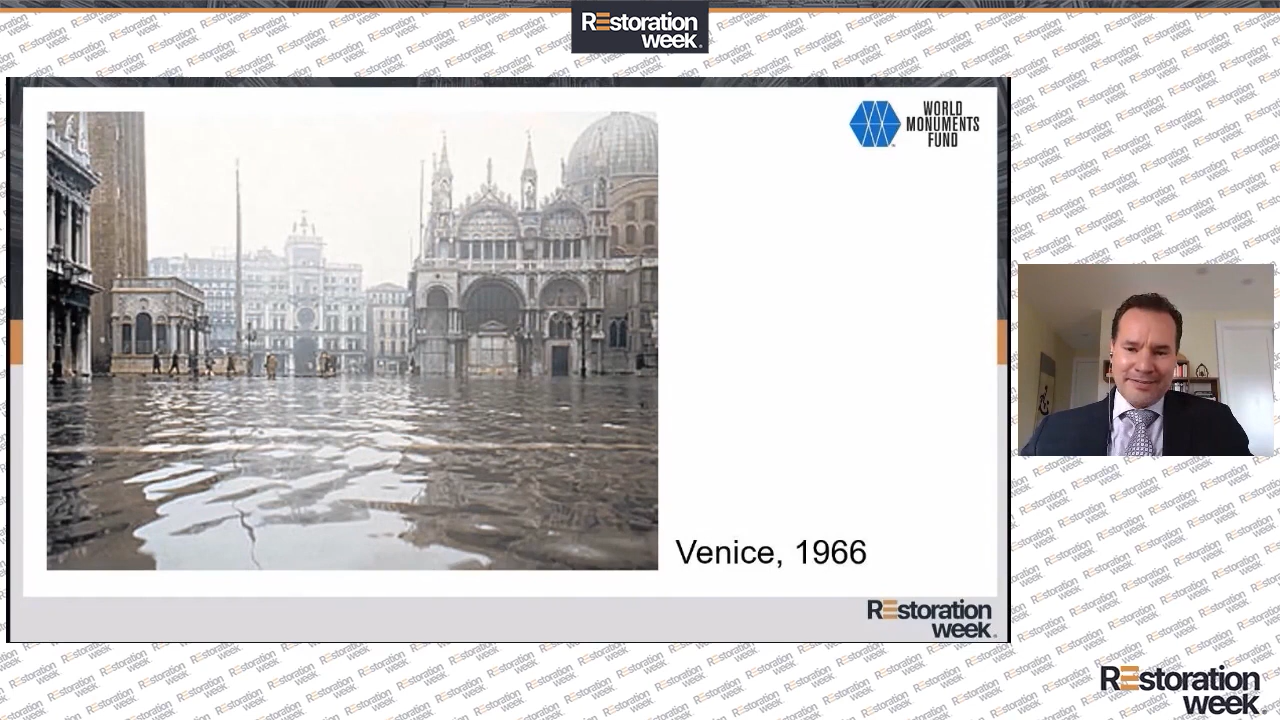 REstoration
week.
WORLD
MONUMENTS
FUND
Venice, 1966
REstoration
week.
REstoration
week.